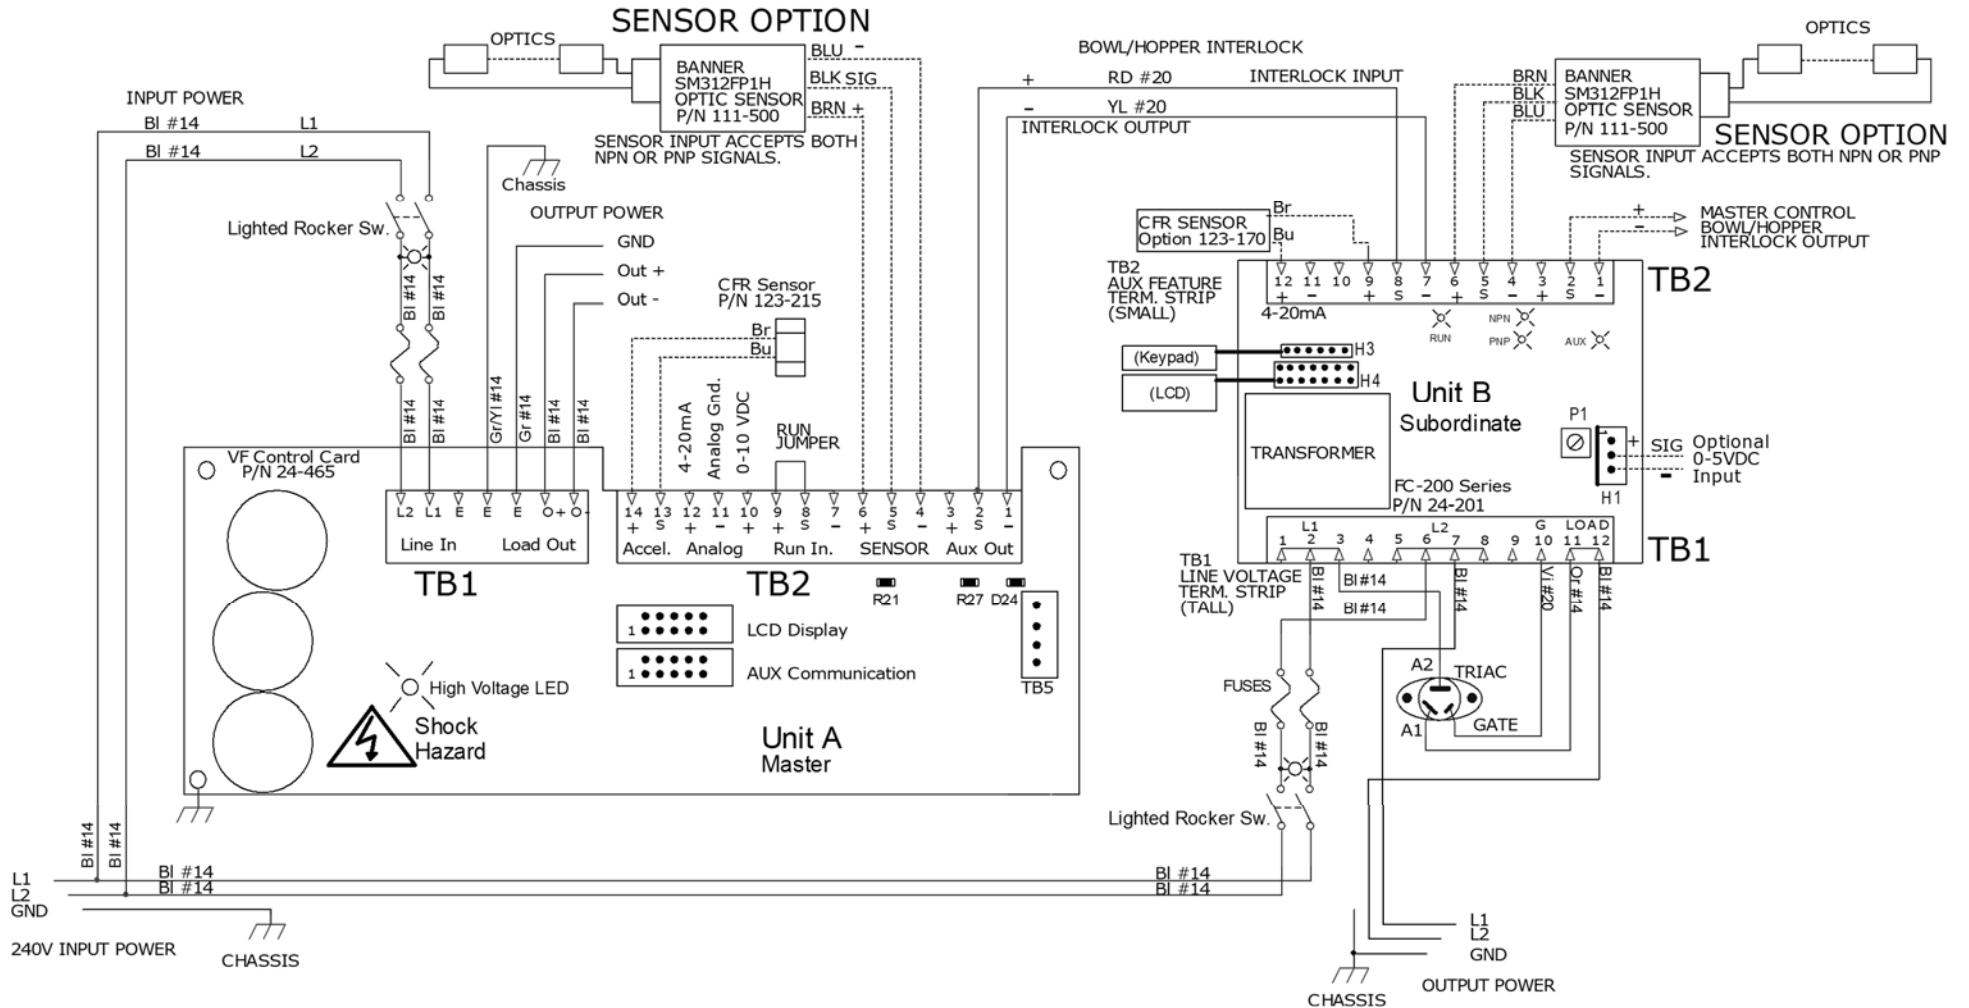 SENSOR OPTION
OPTICS
BANNER
SM312FP1H
OPTIC SENSOR
P/N 111-500
BLU -
BLK SIG
BRN +
SENSOR INPUT ACCEPTS BOTH
NPN OR PNP SIGNALS.
INPUT POWER
Bl #14 L1
Bl #14 L2
Chassis
Lighted Rocker Sw.
OUTPUT POWER
GND
Out +
Out -
Bl #14
Bl #14
Bl #14
Bl #14
Gr/Yl #14
Gr #14
Bl #14
Bl #14
CFR Sensor
P/N 123-215
Br
Bu
4-20mA
Analog Gnd.
0-10 VDC
RUN
JUMPER
VF Control Card
P/N 24-465
L2 L1 E E E O+ O-
Line In Load Out
TB1
14 13 12 11 10 9 8 7 6 5 4 3 2 1
+ S + - + + S - + S - + S -
Accel. Analog Run In. SENSOR Aux Out
TB2
R21 R27 D24
1
LCD Display
1
AUX Communication
TB5
High Voltage LED
Shock
Hazard
Unit A
Master
Bl #14
Bl #14
L1
L2
GND
Bl #14
Bl #14
240V INPUT POWER
CHASSIS
BOWL/HOPPER INTERLOCK
+ RD #20 INTERLOCK INPUT
- YL #20
INTERLOCK OUTPUT
OPTICS
BRN
BLK
BLU
BANNER
SM312FP1H
OPTIC SENSOR
P/N 111-500
SENSOR OPTION
SENSOR INPUT ACCEPTS BOTH NPN OR PNP
SIGNALS.
CFR SENSOR
Option 123-170
Br
Bu
+
-
MASTER CONTROL
BOWL/HOPPER
INTERLOCK OUTPUT
TB2
AUX FEATURE
TERM. STRIP
(SMALL)
12 11 10 9 8 7 6 5 4 3 2 1
+ - + S - + S - + S -
TB2
4-20mA
RUN
NPN
PNP
AUX
(Keypad)
H3
(LCD)
H4
Unit B
Subordinate
TRANSFORMER
P1
1
+
SIG
-
Optional
0-5VDC
Input
H1
FC-200 Series
P/N 24-201
L1 L2 G LOAD
1 2 3 4 5 6 7 8 9 10 11 12
TB1
TB1
LINE VOLTAGE
TERM. STRIP
(TALL)
Bl #14
Bl #14
Bl #14
Bl #14
Vi #20
Or #14
Bl #14
FUSES
A2
TRIAC
A1
GATE
Bl #14
Bl #14
Lighted Rocker Sw.
Bl #14
Bl #14
L1
L2
GND
OUTPUT POWER
CHASSIS